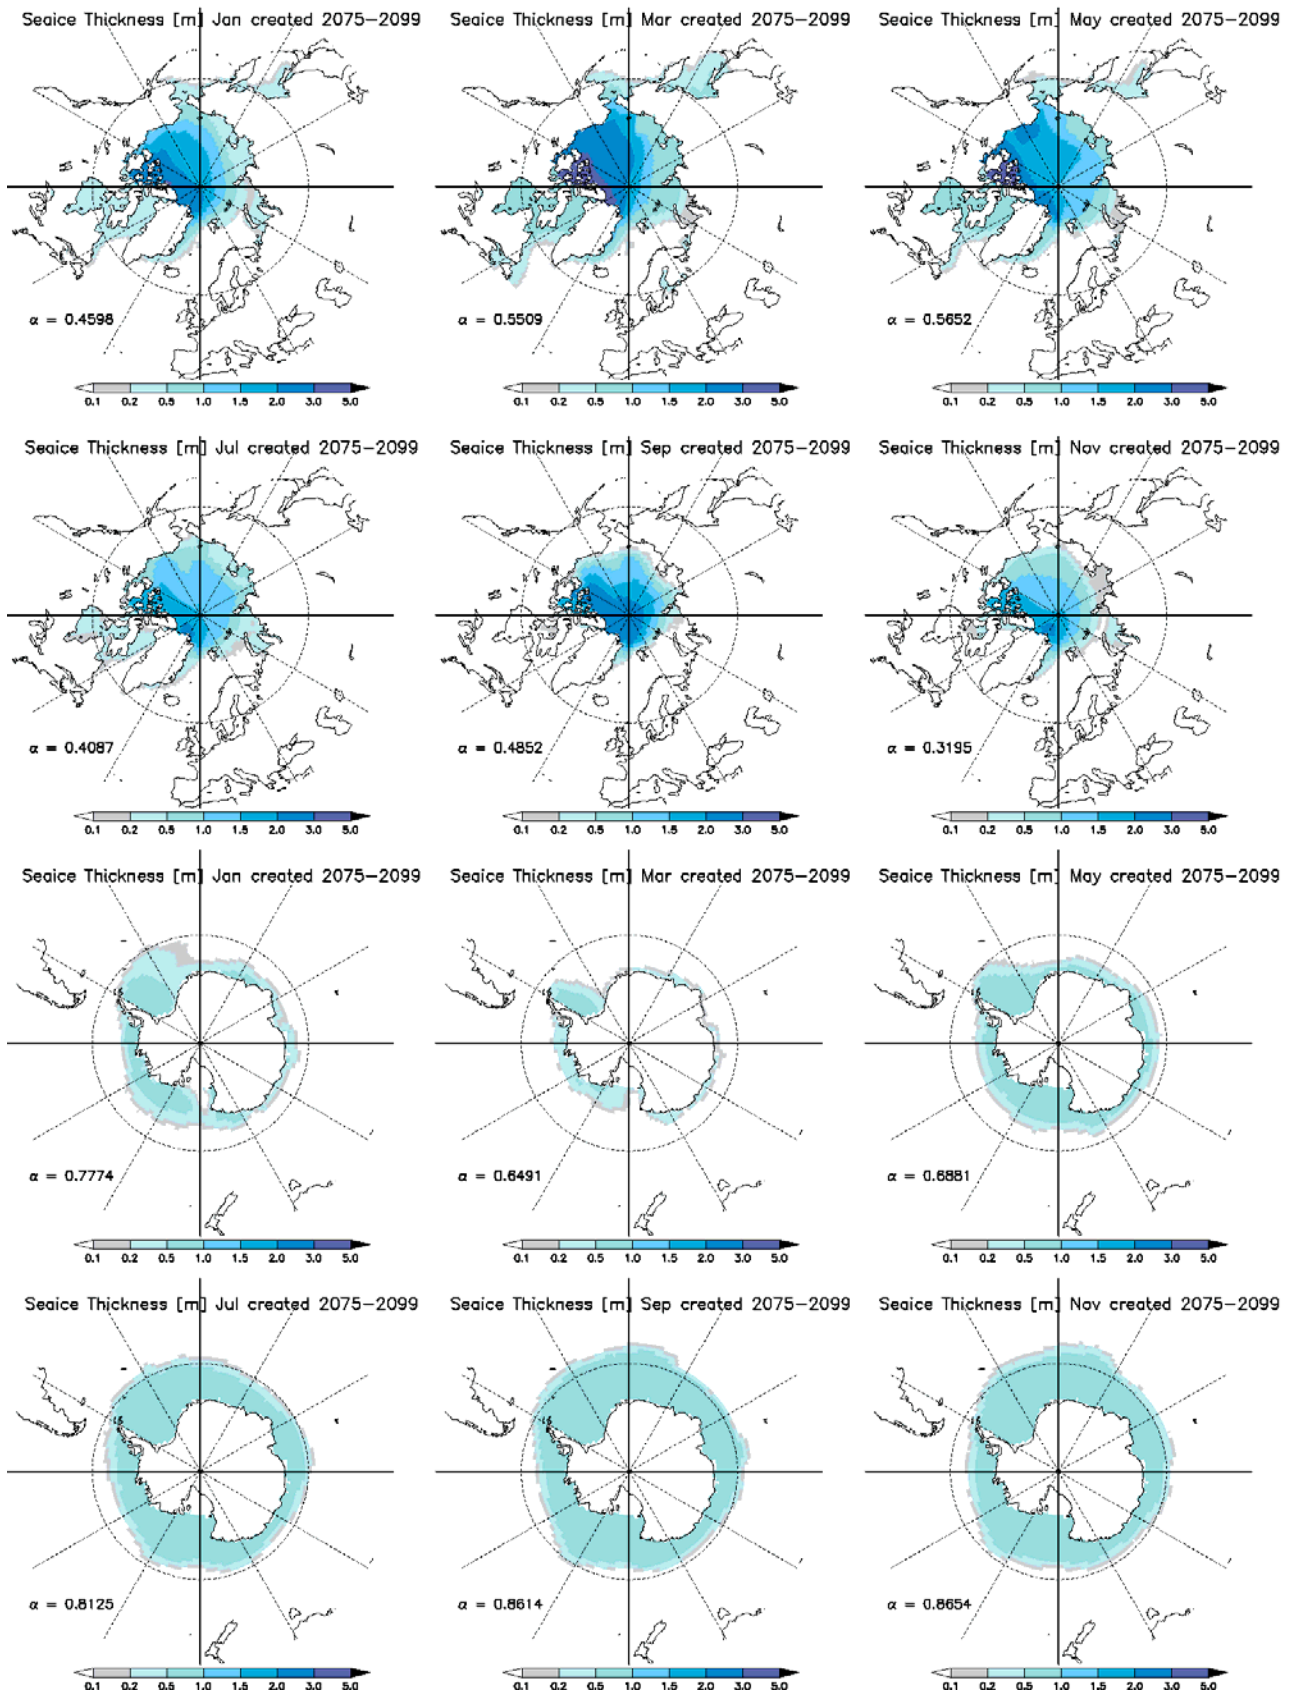 Seaice Thickness [m] Jan created 2075-2099
Seaice Thickness [m] Mar created 2075-2099
Seaice Thickness [m] May created 2075-2099
α = 0.4598
α = 0.5509
α = 0.5652
0.1 0.2 0.5 1.0 1.5 2.0 3.0 5.0
0.1 0.2 0.5 1.0 1.5 2.0 3.0 5.0
0.1 0.2 0.5 1.0 1.5 2.0 3.0 5.0
Seaice Thickness [m] Jul created 2075-2099
Seaice Thickness [m] Sep created 2075-2099
Seaice Thickness [m] Nov created 2075-2099
α = 0.4087
α = 0.4852
α = 0.3195
0.1 0.2 0.5 1.0 1.5 2.0 3.0 5.0
0.1 0.2 0.5 1.0 1.5 2.0 3.0 5.0
0.1 0.2 0.5 1.0 1.5 2.0 3.0 5.0
Seaice Thickness [m] Jan created 2075-2099
Seaice Thickness [m] Mar created 2075-2099
Seaice Thickness [m] May created 2075-2099
α = 0.7774
α = 0.6491
α = 0.6881
0.1 0.2 0.5 1.0 1.5 2.0 3.0 5.0
0.1 0.2 0.5 1.0 1.5 2.0 3.0 5.0
0.1 0.2 0.5 1.0 1.5 2.0 3.0 5.0
Seaice Thickness [m] Jul created 2075-2099
Seaice Thickness [m] Sep created 2075-2099
Seaice Thickness [m] Nov created 2075-2099
α = 0.8125
α = 0.8614
α = 0.8654
0.1 0.2 0.5 1.0 1.5 2.0 3.0 5.0
0.1 0.2 0.5 1.0 1.5 2.0 3.0 5.0
0.1 0.2 0.5 1.0 1.5 2.0 3.0 5.0